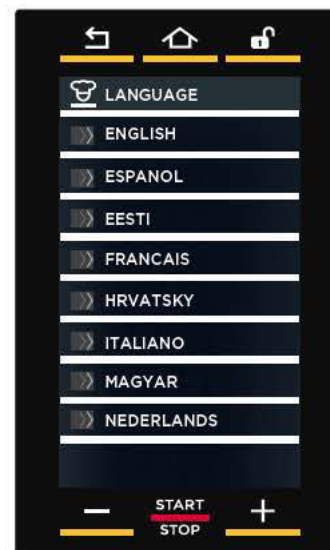 LANGUAGE
ENGLISH
ESPANOL
EESTI
FRANCAIS
HRVATSKY
ITALIANO
MAGYAR
NEDERLANDS
START
STOP